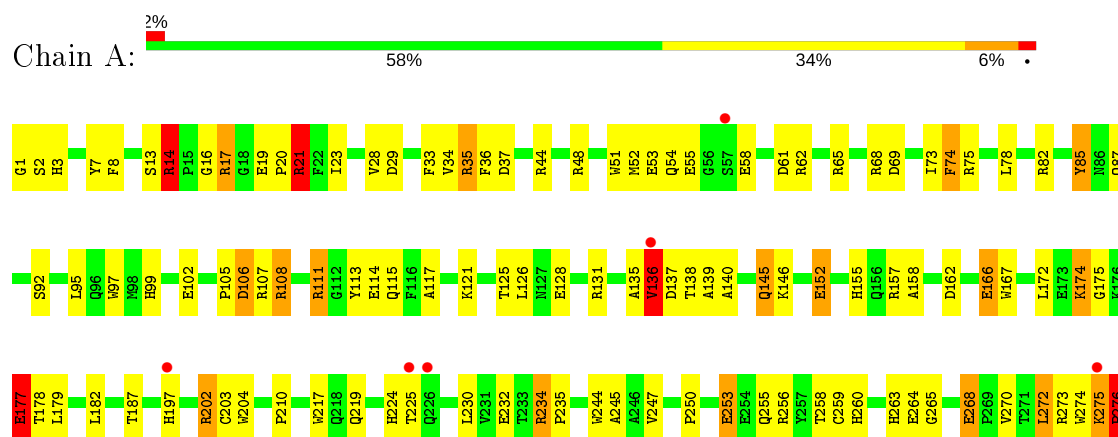 2%
Chain A:
58% 34% 6% •
G1 S2 H3 Y7 F8 S13 R14 P15 G16 R17 G18 E19 P20 R21 F22 I23 V28 D29 F33 V34 R35 F36 D37 R44 R48 W51 M52 E53 Q54 E55 G56 S57 E58 D61 R62 R65 R68 D69 I73 F74 R75 L78 R82 Y85 N86 Q87
S92 L95 Q96 W97 M98 H99 E102 P105 D106 R107 R108 R111 G112 Y113 E114 Q115 F116 A117 K121 T125 L126 N127 E128 R131 A135 V136 D137 T138 A139 A140 Q145 K146 E152 H155 Q156 R157 A158 D162 E166 W167 L172 E173 K174 G175 K176
E177 T178 L179 L182 T187 H197 R202 C203 W204 P210 W217 Q218 Q219 H224 T225 Q226 L230 V231 E232 T233 R234 P235 W244 A245 A246 V247 P250 E253 E254 Q255 R256 Y257 T258 C259 H260 H263 E264 G265 E268 P269 V270 T271 L272 R273 W274 K275